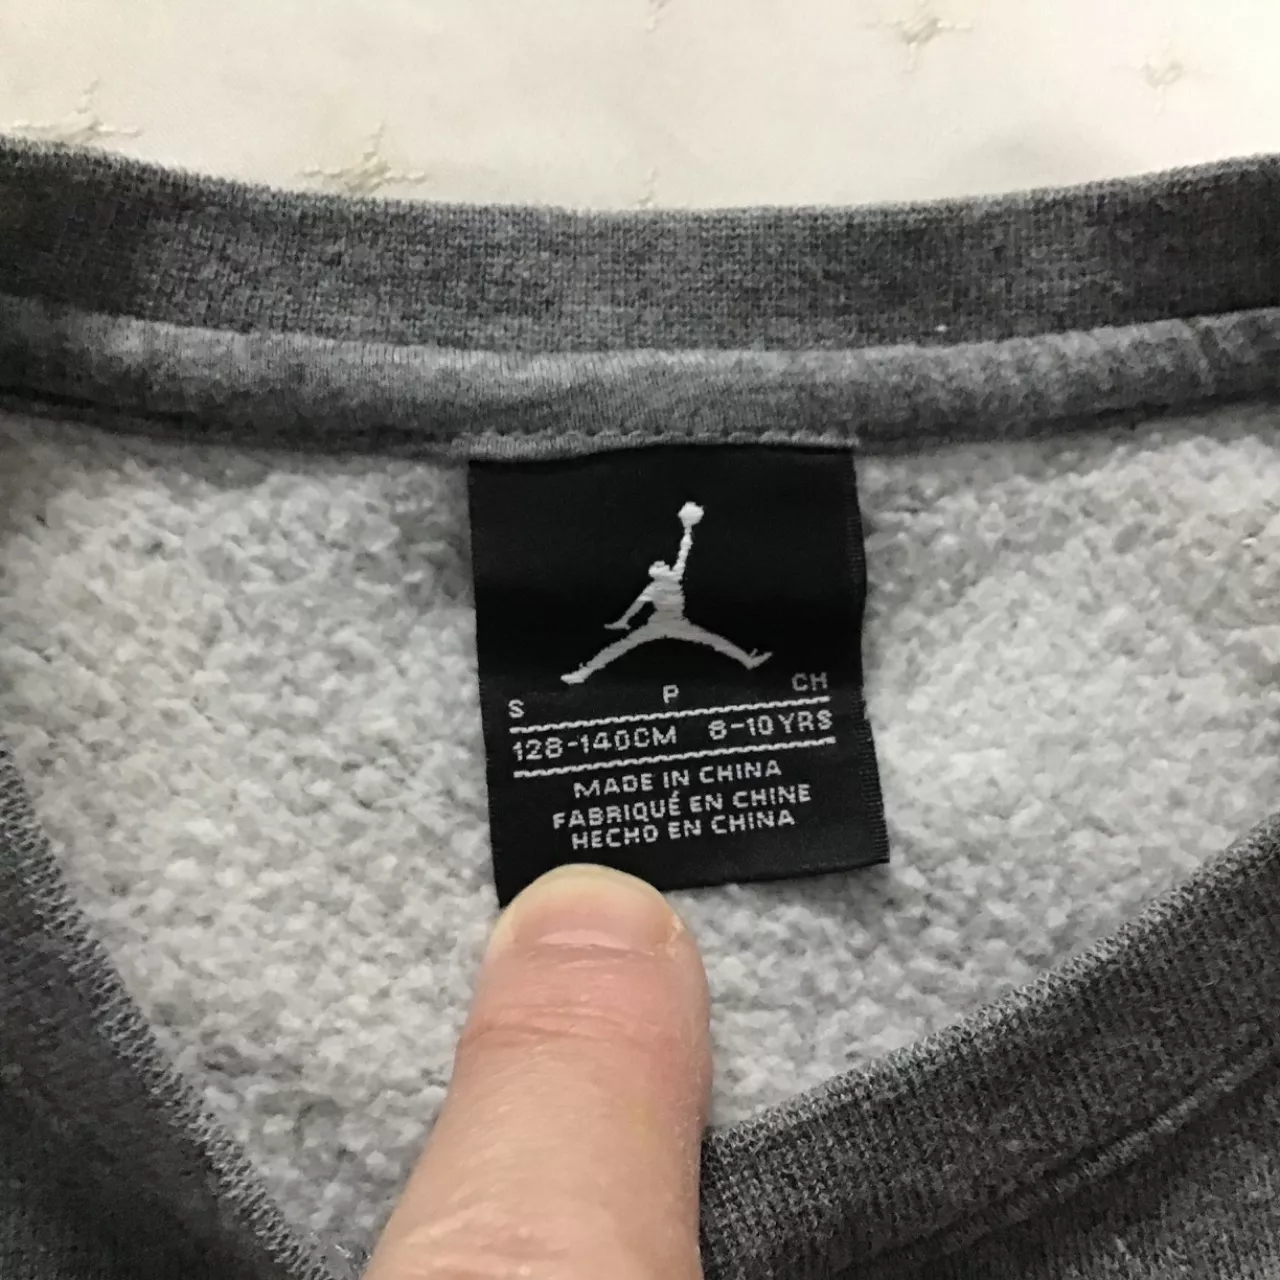 S P CH
128-140CM 8-10YRS
MADE IN CHINA
FABRIQUÉ EN CHINE
HECHO EN CHINA